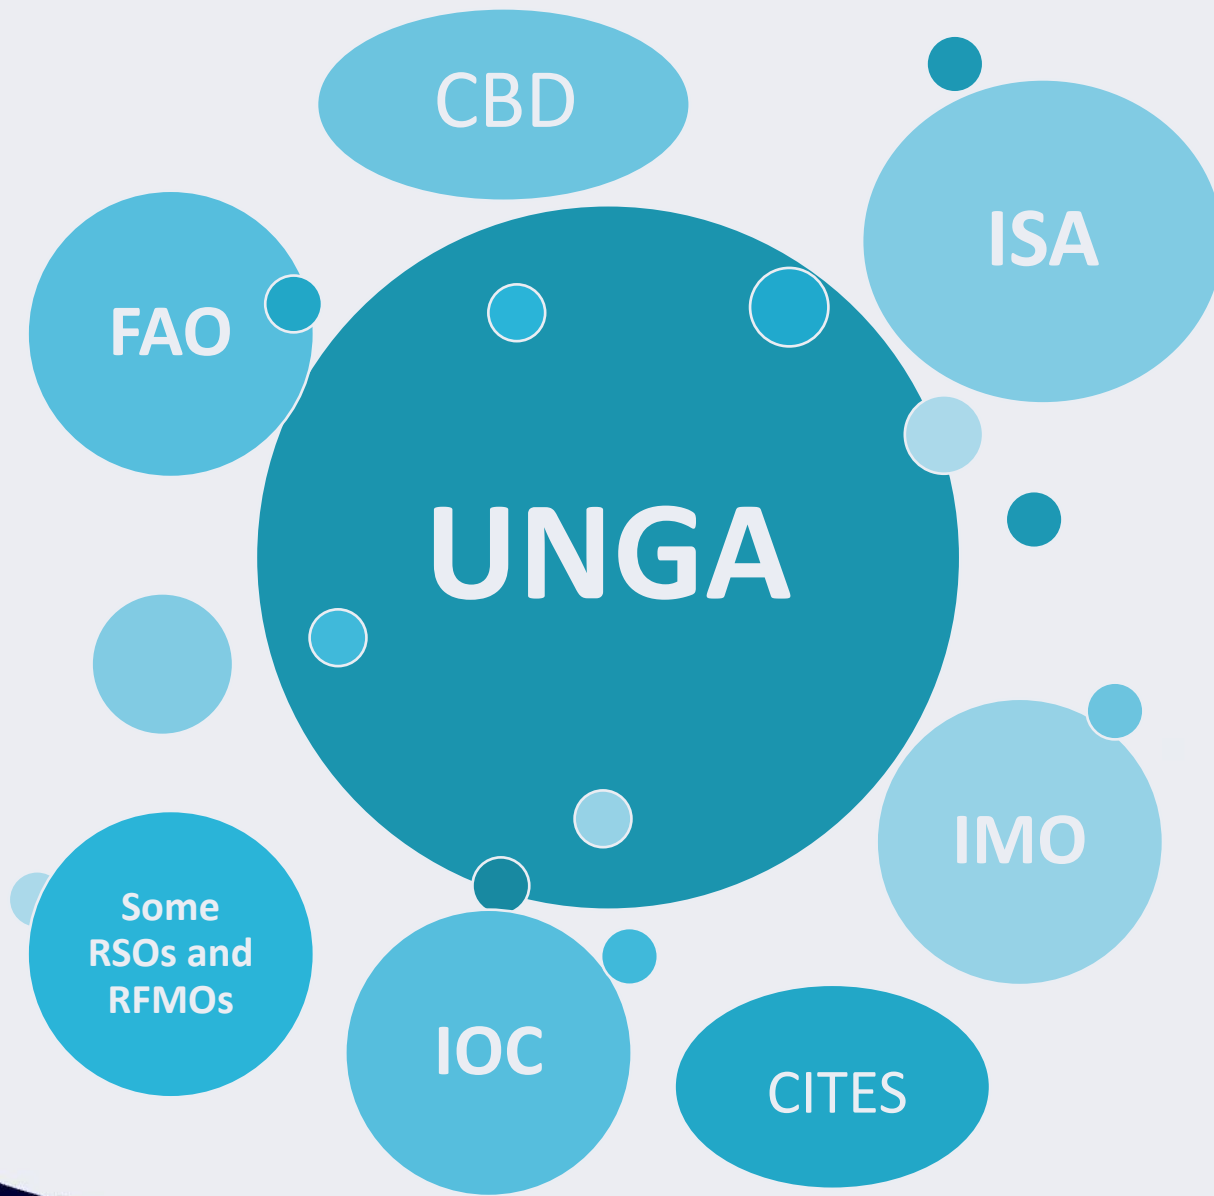 CBD
ISA
FAO
UNGA
IMO
Some
RSOs and
RFMOs
IOC
CITES